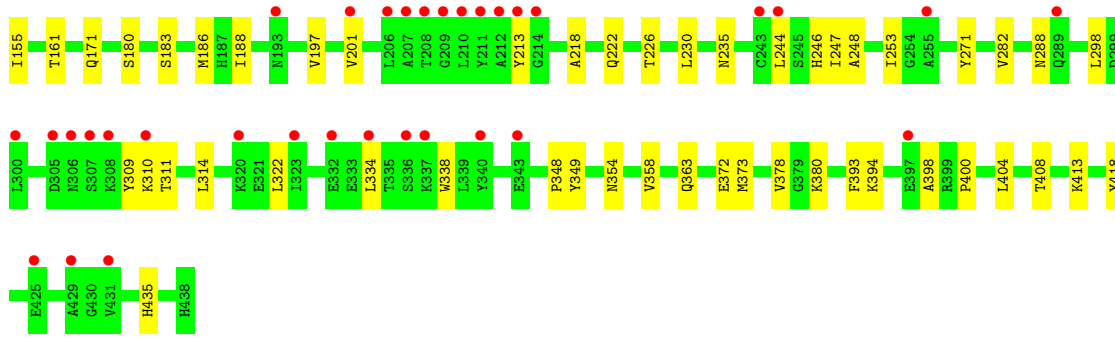 I155 T161 Q171 S180 S183 M186 H187 I188 N193 V197 V201 L206 A207 T208 G209 L210 Y211 A212 Y213 G214 A218 Q222 T226 L230 N235 C243 L244 S245 H246 I247 A248 I253 G254 A255 Y271 V282 N288 Q289 L298 D299
L300 D305 N306 S307 K308 Y309 K310 T311 L314 K320 E321 L322 I323 E332 E333 L334 T335 S336 K337 W338 L339 Y340 E343 P348 Y349 N354 V358 Q363 E372 M373 V378 G379 K380 F393 K394 E397 A398 R399 P400 L404 T408 K413
E425 A429 G430 V431 H435 H438